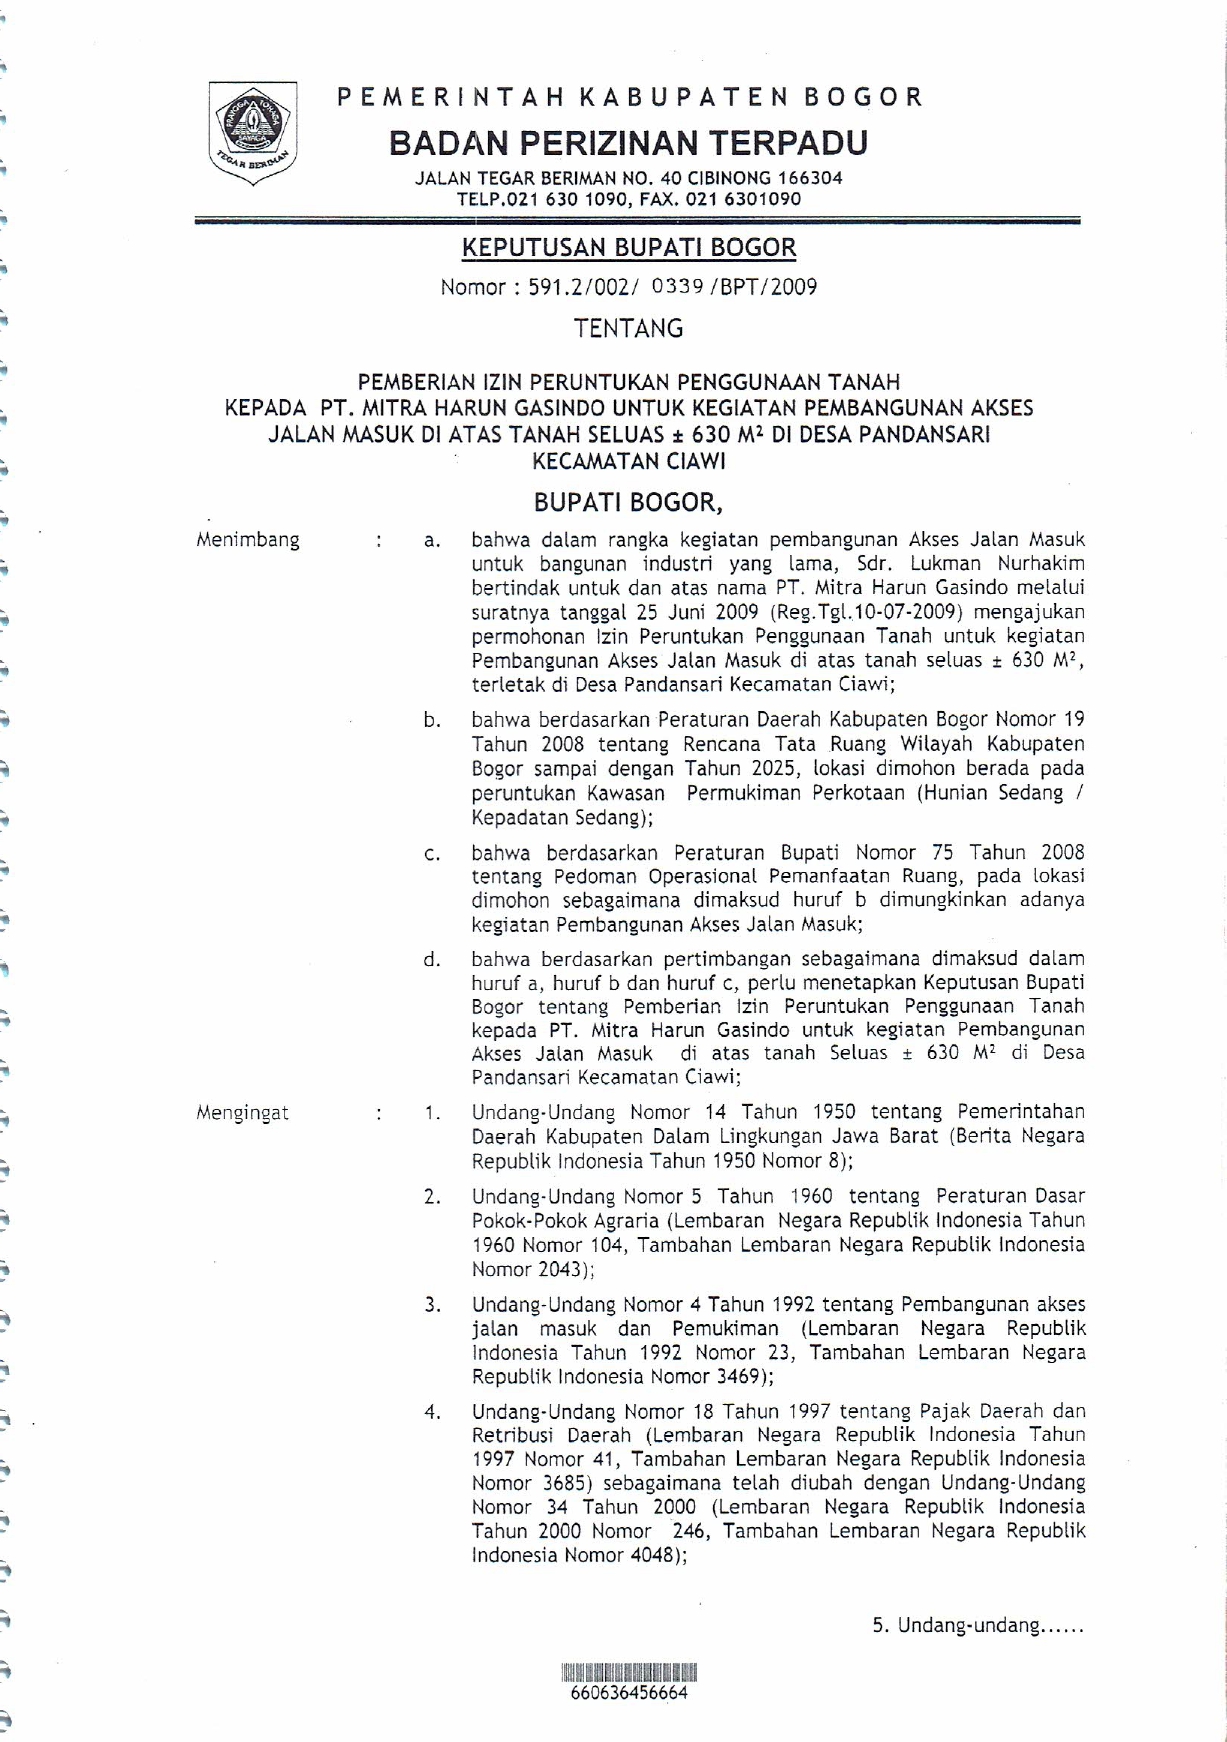 PRAYOGA TOHAGA
SAYAGA
TEGAR BERIMAN
PEMERINTAH KABUPATEN BOGOR
BADAN PERIZINAN TERPADU
JALAN TEGAR BERIMAN NO. 40 CIBINONG 166304
TELP.021 630 1090, FAX. 021 6301090
KEPUTUSAN BUPATI BOGOR
Nomor : 591.2/002/ 0339 /BPT/2009
TENTANG
PEMBERIAN IZIN PERUNTUKAN PENGGUNAAN TANAH
KEPADA PT. MITRA HARUN GASINDO UNTUK KEGIATAN PEMBANGUNAN AKSES
JALAN MASUK DI ATAS TANAH SELUAS ± 630 M² DI DESA PANDANSARI
KECAMATAN CIAWI
BUPATI BOGOR,
Menimbang : a. bahwa dalam rangka kegiatan pembangunan Akses Jalan Masuk
untuk bangunan industri yang lama, Sdr. Lukman Nurhakim
bertindak untuk dan atas nama PT. Mitra Harun Gasindo melalui
suratnya tanggal 25 Juni 2009 (Reg.Tgl.10-07-2009) mengajukan
permohonan Izin Peruntukan Penggunaan Tanah untuk kegiatan
Pembangunan Akses Jalan Masuk di atas tanah seluas ± 630 M²,
terletak di Desa Pandansari Kecamatan Ciawi;
b. bahwa berdasarkan Peraturan Daerah Kabupaten Bogor Nomor 19
Tahun 2008 tentang Rencana Tata Ruang Wilayah Kabupaten
Bogor sampai dengan Tahun 2025, lokasi dimohon berada pada
peruntukan Kawasan Permukiman Perkotaan (Hunian Sedang /
Kepadatan Sedang);
c. bahwa berdasarkan Peraturan Bupati Nomor 75 Tahun 2008
tentang Pedoman Operasional Pemanfaatan Ruang, pada lokasi
dimohon sebagaimana dimaksud huruf b dimungkinkan adanya
kegiatan Pembangunan Akses Jalan Masuk;
d. bahwa berdasarkan pertimbangan sebagaimana dimaksud dalam
huruf a, huruf b dan huruf c, perlu menetapkan Keputusan Bupati
Bogor tentang Pemberian Izin Peruntukan Penggunaan Tanah
kepada PT. Mitra Harun Gasindo untuk kegiatan Pembangunan
Akses Jalan Masuk di atas tanah Seluas ± 630 M² di Desa
Pandansari Kecamatan Ciawi;
Mengingat : 1. Undang-Undang Nomor 14 Tahun 1950 tentang Pemerintahan
Daerah Kabupaten Dalam Lingkungan Jawa Barat (Berita Negara
Republik Indonesia Tahun 1950 Nomor 8);
2. Undang-Undang Nomor 5 Tahun 1960 tentang Peraturan Dasar
Pokok-Pokok Agraria (Lembaran Negara Republik Indonesia Tahun
1960 Nomor 104, Tambahan Lembaran Negara Republik Indonesia
Nomor 2043);
3. Undang-Undang Nomor 4 Tahun 1992 tentang Pembangunan akses
jalan masuk dan Pemukiman (Lembaran Negara Republik
Indonesia Tahun 1992 Nomor 23, Tambahan Lembaran Negara
Republik Indonesia Nomor 3469);
4. Undang-Undang Nomor 18 Tahun 1997 tentang Pajak Daerah dan
Retribusi Daerah (Lembaran Negara Republik Indonesia Tahun
1997 Nomor 41, Tambahan Lembaran Negara Republik Indonesia
Nomor 3685) sebagaimana telah diubah dengan Undang-Undang
Nomor 34 Tahun 2000 (Lembaran Negara Republik Indonesia
Tahun 2000 Nomor 246, Tambahan Lembaran Negara Republik
Indonesia Nomor 4048);
5. Undang-undang......
660636456664